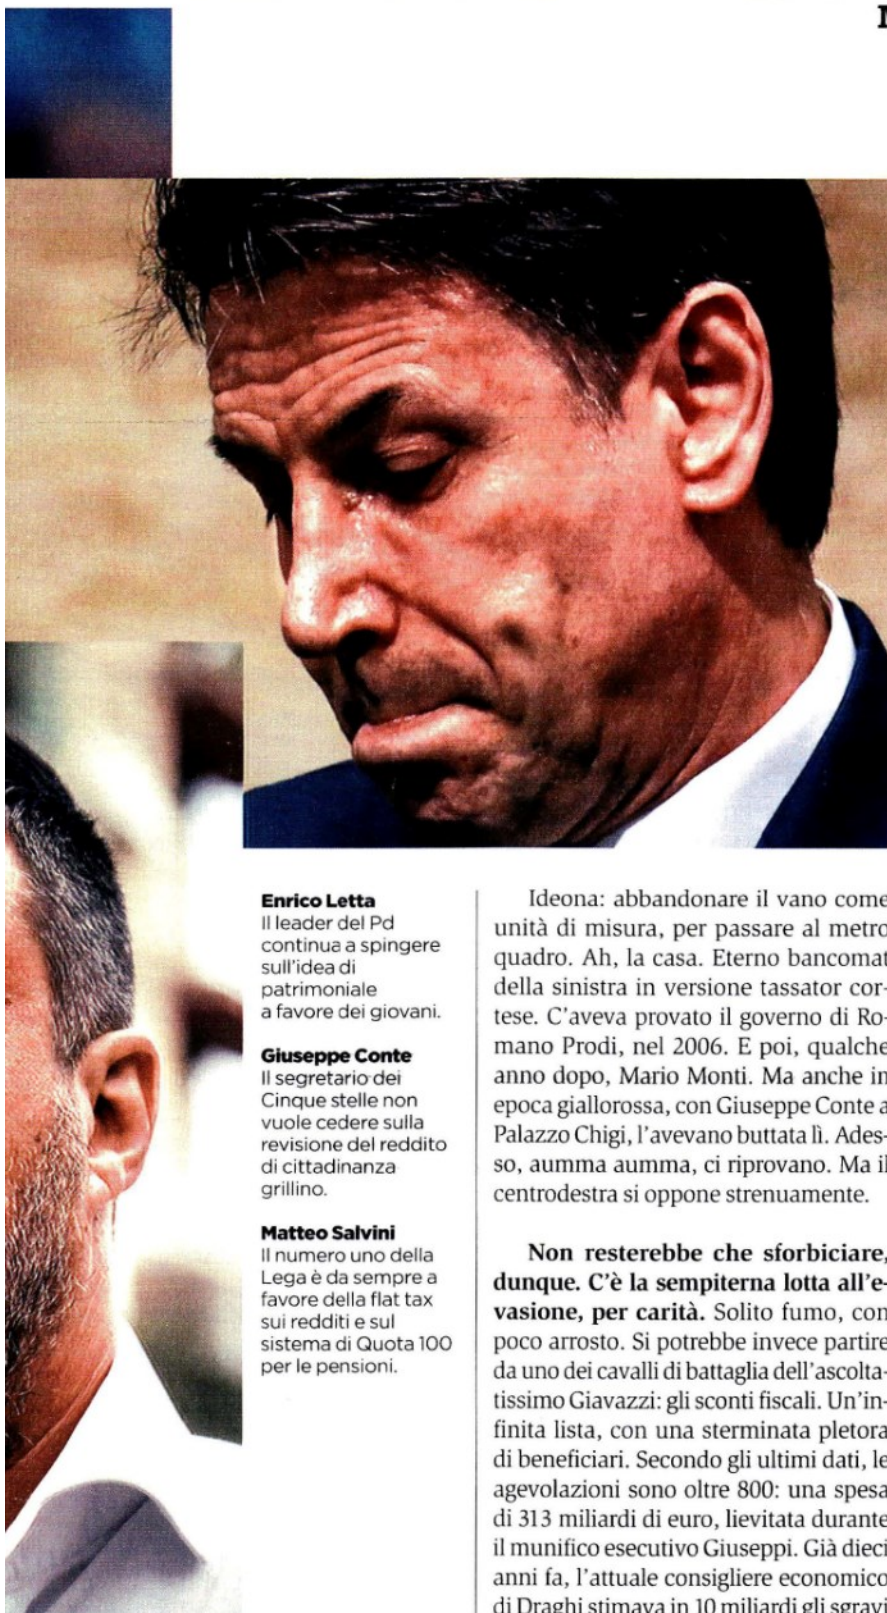 Enrico Letta
Il leader del Pd
continua a spingere
sull'idea di
patrimoniale
a favore dei giovani.
Giuseppe Conte
Il segretario dei
Cinque stelle non
vuole cedere sulla
revisione del reddito
di cittadinanza
grillino.
Matteo Salvini
Il numero uno della
Lega è da sempre a
favore della flat tax
sui redditi e sul
sistema di Quota 100
per le pensioni.
Ideona: abbandonare il vano come
unità di misura, per passare al metro
quadro. Ah, la casa. Eterno bancomat
della sinistra in versione tassator cor-
tese. C'aveva provato il governo di Ro-
mano Prodi, nel 2006. E poi, qualche
anno dopo, Mario Monti. Ma anche in
epoca giallorossa, con Giuseppe Conte a
Palazzo Chigi, l'avevano buttata lì. Ades-
so, aumma aumma, ci riprovano. Ma il
centrodestra si oppone strenuamente.
Non resterebbe che sforbiciare,
dunque. C'è la sempiterna lotta all'e-
vasione, per carità. Solito fumo, con
poco arrosto. Si potrebbe invece partire
da uno dei cavalli di battaglia dell'ascolta-
tissimo Giavazzi: gli sconti fiscali. Un'in-
finita lista, con una sterminata pletora
di beneficiari. Secondo gli ultimi dati, le
agevolazioni sono oltre 800: una spesa
di 313 miliardi di euro, lievitata durante
il munifico esecutivo Giuseppi. Già dieci
anni fa, l'attuale consigliere economico
di Draghi stimava in 10 miliardi gli sgravi